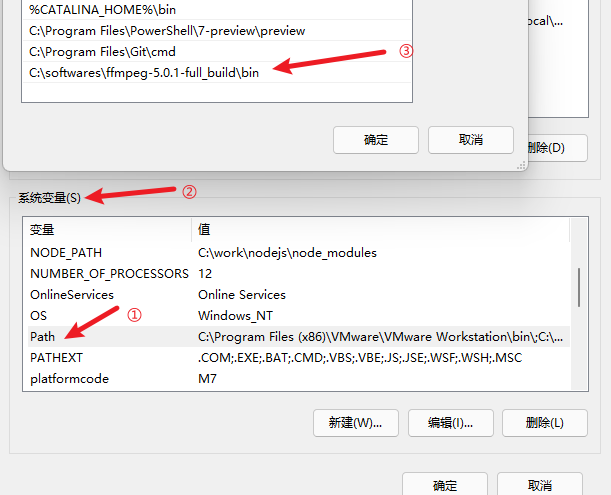 %CATALINA_HOME%\bin
C:\Program Files\PowerShell\7-preview\preview
C:\Program Files\Git\cmd
C:\softwares\ffmpeg-5.0.1-full_build\bin
③
确定 取消
ocal\...
删除(D)
系统变量(S) ②
变量 值
NODE_PATH C:\work\nodejs\node_modules
NUMBER_OF_PROCESSORS 12
OnlineServices Online Services
OS Windows_NT
①
Path C:\Program Files (x86)\VMware\VMware Workstation\bin\;C:\...
PATHEXT .COM;.EXE;.BAT;.CMD;.VBS;.VBE;.JS;.JSE;.WSF;.WSH;.MSC
platformcode M7
新建(W)... 编辑(I)... 删除(L)
确定 取消